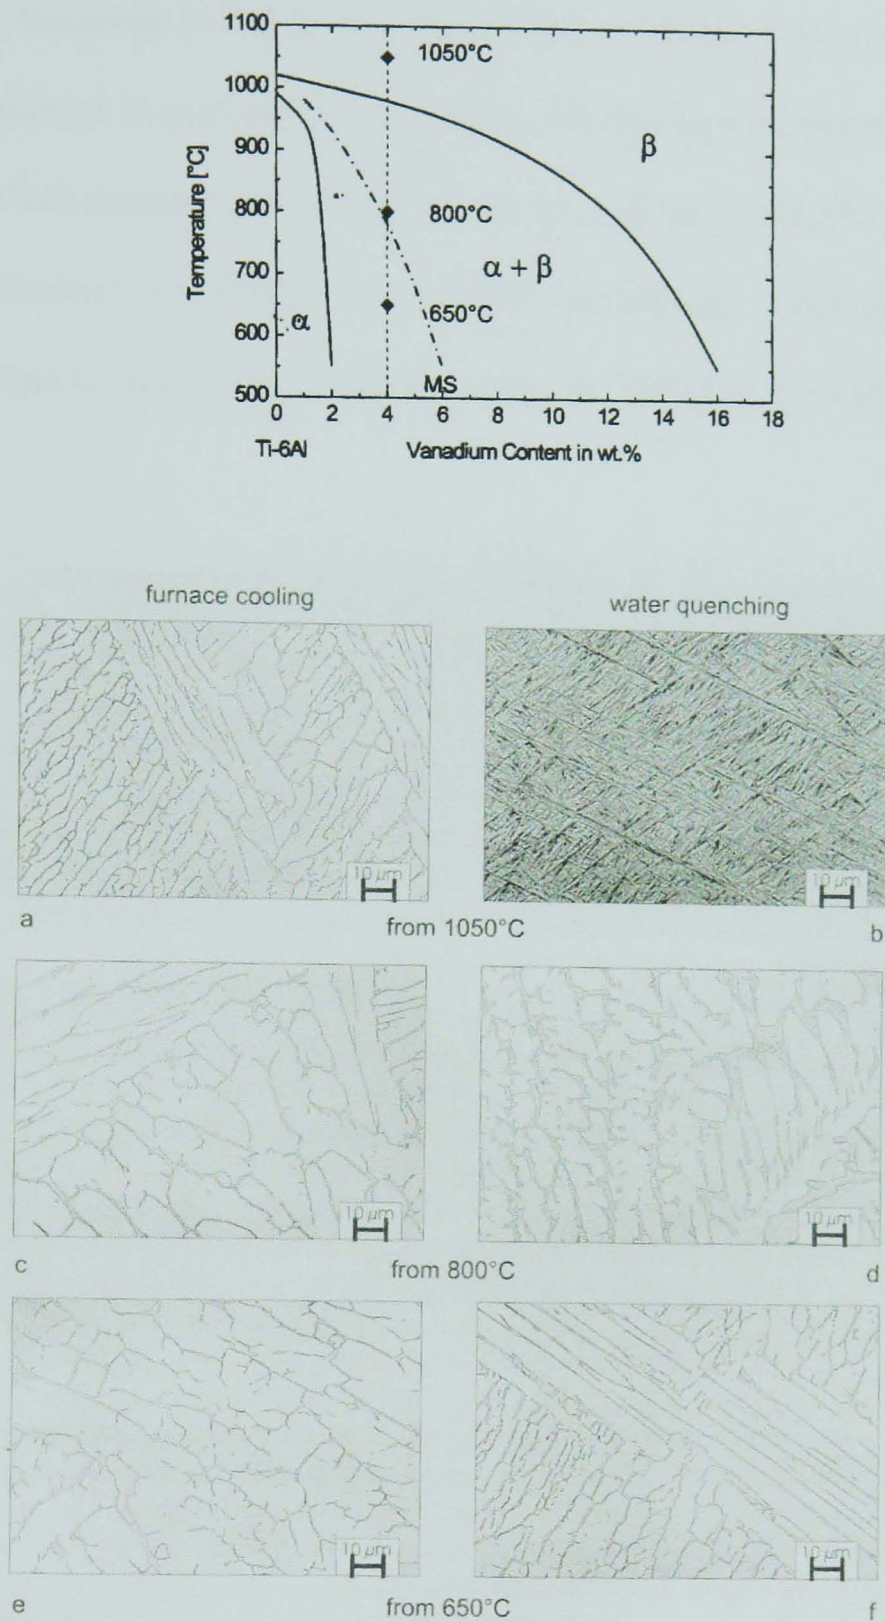 1100
1000
900
800
700
600
500
Temperature [°C]
1050°C
β
800°C
α + β
650°C
α
MS
0 2 4 6 8 10 12 14 16 18
Ti-6Al Vanadium Content in wt.%
furnace cooling water quenching
10 μm 10 μm
a from 1050°C b
10 μm 10 μm
c from 800°C d
10 μm 10 μm
e from 650°C f